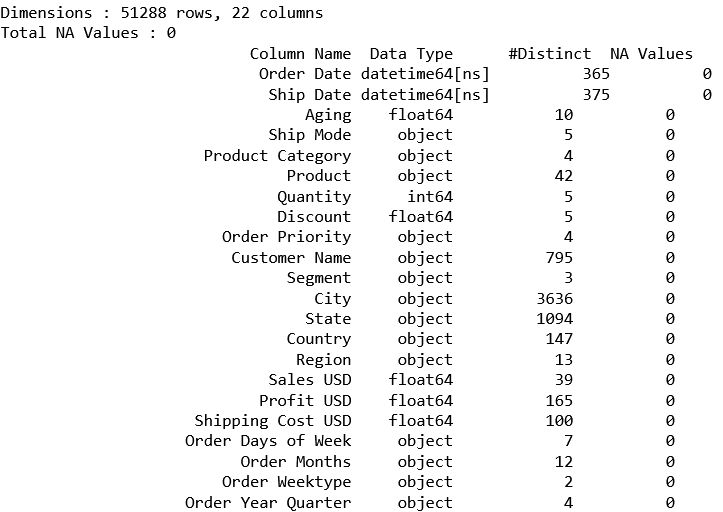 Dimensions : 51288 rows, 22 columns
Total NA Values : 0
Column Name Data Type #Distinct NA Values
Order Date datetime64[ns] 365 0
Ship Date datetime64[ns] 375 0
Aging float64 10 0
Ship Mode object 5 0
Product Category object 4 0
Product object 42 0
Quantity int64 5 0
Discount float64 5 0
Order Priority object 4 0
Customer Name object 795 0
Segment object 3 0
City object 3636 0
State object 1094 0
Country object 147 0
Region object 13 0
Sales USD float64 39 0
Profit USD float64 165 0
Shipping Cost USD float64 100 0
Order Days of Week object 7 0
Order Months object 12 0
Order Weektype object 2 0
Order Year Quarter object 4 0